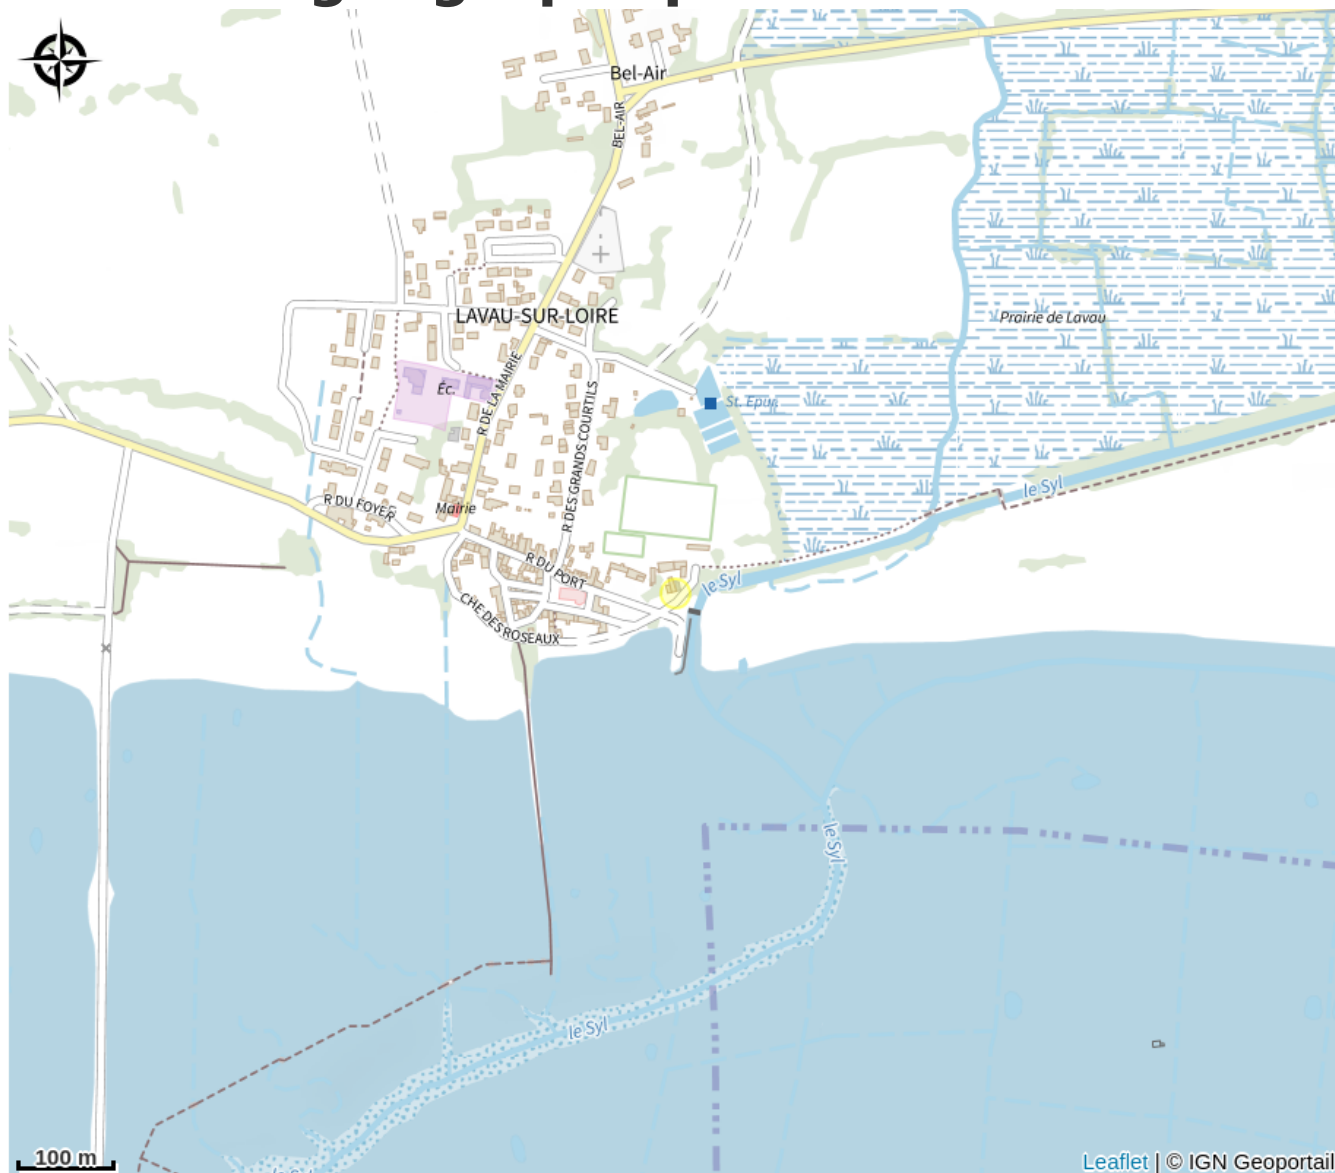 Bel-Air
BEL-AIR
LAVAU-SUR-LOIRE
Prairie de Lavau
R DE LA MAIRIE
Éc.
St. Epur.
R DES GRANDS COURTILS
le Syl
R DU FOYER
Mairie
R DU PORT
le Syl
CHE DES ROSEAUX
le Syl
le Syl
100 m
Leaflet | © IGN Geoportail